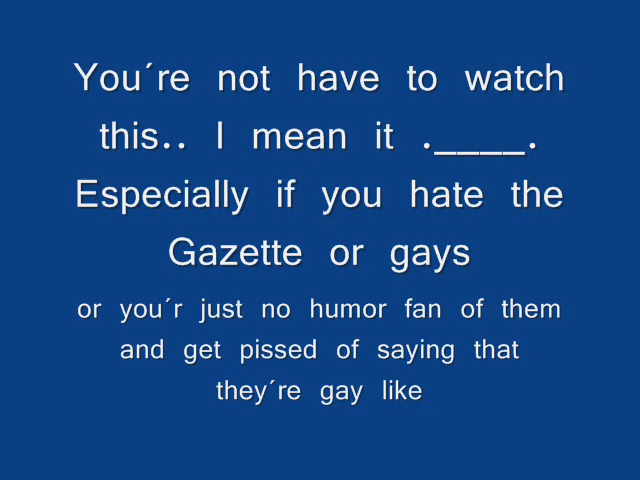 You´re not have to watch
this.. I mean it .____.
Especially if you hate the
Gazette or gays
or you´r just no humor fan of them
and get pissed of saying that
they´re gay like